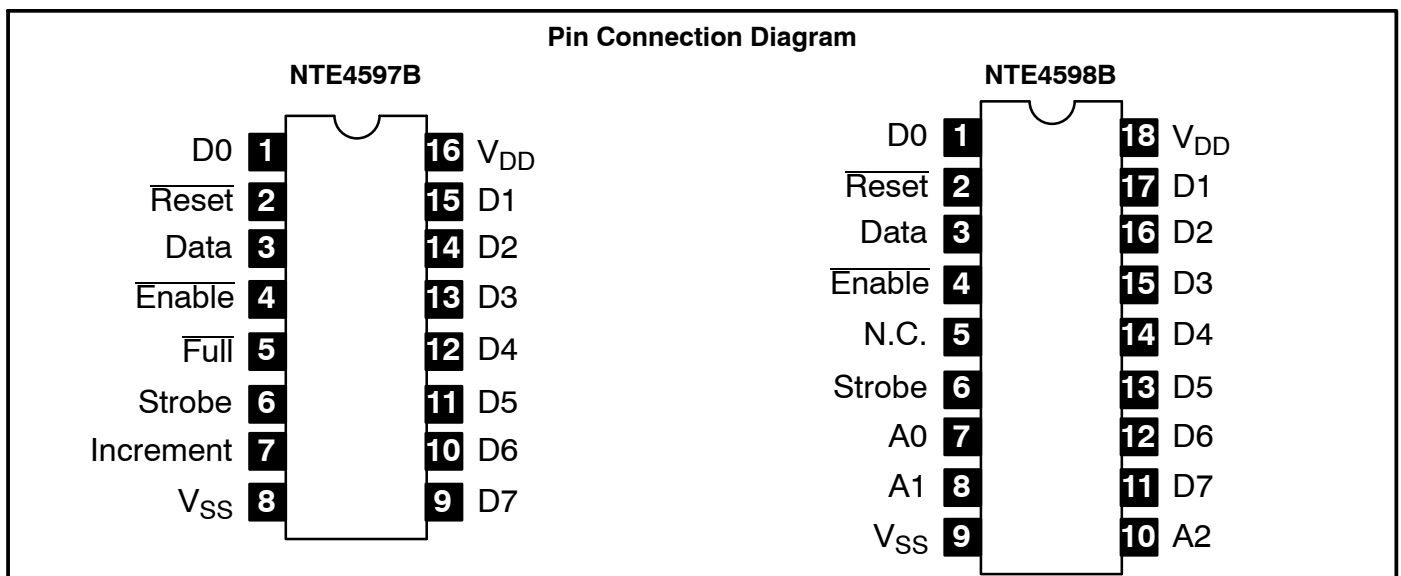 Pin Connection Diagram
NTE4597B
D0 1 16 VDD
Reset 2 15 D1
Data 3 14 D2
Enable 4 13 D3
Full 5 12 D4
Strobe 6 11 D5
Increment 7 10 D6
VSS 8 9 D7
NTE4598B
D0 1 18 VDD
Reset 2 17 D1
Data 3 16 D2
Enable 4 15 D3
N.C. 5 14 D4
Strobe 6 13 D5
A0 7 12 D6
A1 8 11 D7
VSS 9 10 A2